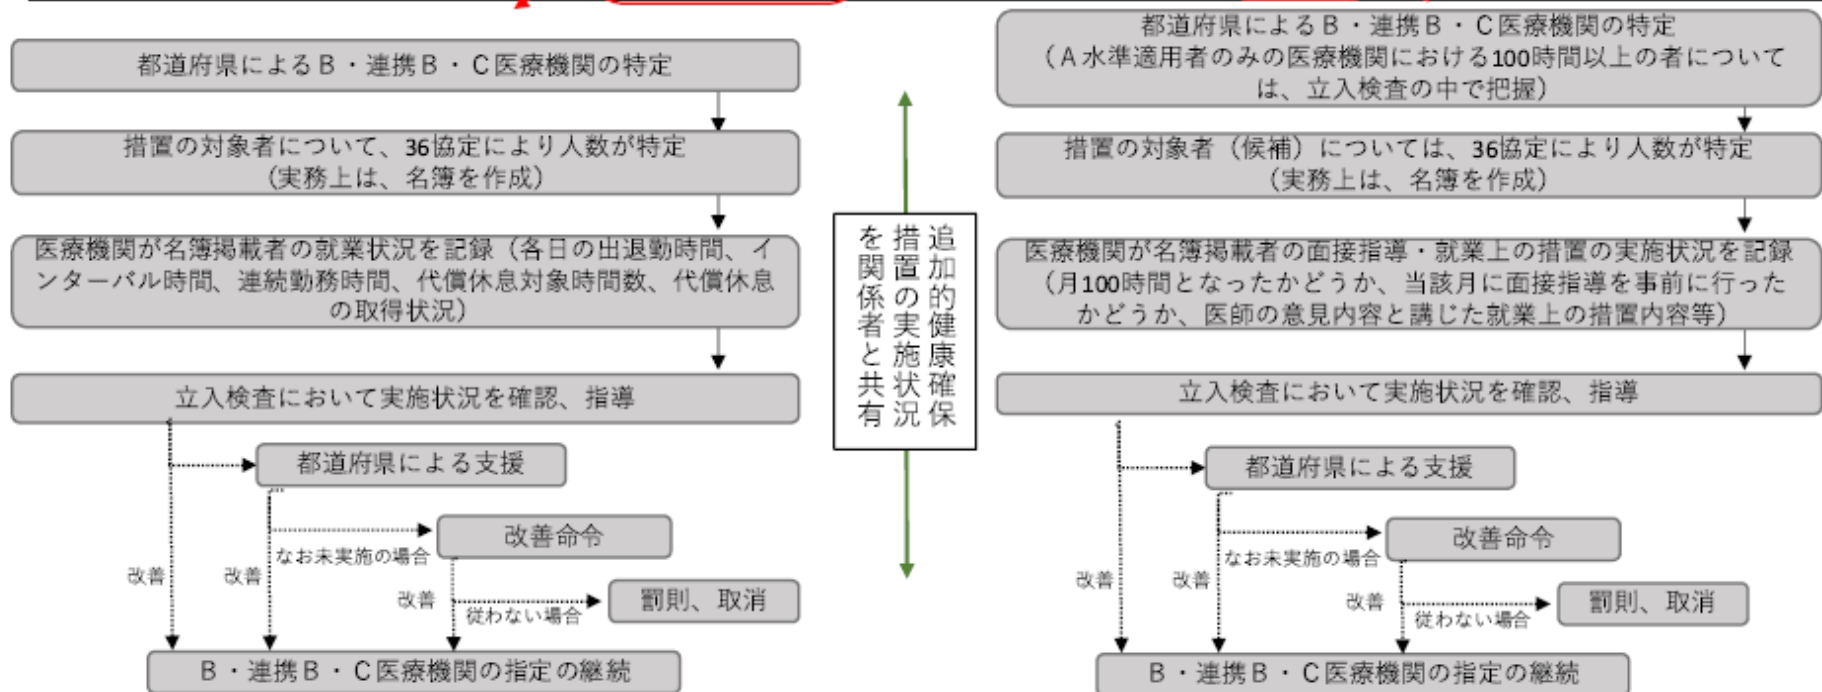 都道府県によるB・連携B・C医療機関の特定
措置の対象者について、36協定により人数が特定
（実務上は、名簿を作成）
医療機関が名簿掲載者の就業状況を記録（各日の出退勤時間、イ
ンターバル時間、連続勤務時間、代償休息対象時間数、代償休息
の取得状況）
立入検査において実施状況を確認、指導
都道府県による支援
改善命令
なお未実施の場合
改善
改善
改善
罰則、取消
従わない場合
B・連携B・C医療機関の指定の継続
追加的健康確保
措置の実施状況
を関係者と共有
都道府県によるB・連携B・C医療機関の特定
（A水準適用者のみの医療機関における100時間以上の者について
は、立入検査の中で把握）
措置の対象者（候補）については、36協定により人数が特定
（実務上は、名簿を作成）
医療機関が名簿掲載者の面接指導・就業上の措置の実施状況を記録
（月100時間となったかどうか、当該月に面接指導を事前に行った
かどうか、医師の意見内容と講じた就業上の措置内容等）
立入検査において実施状況を確認、指導
都道府県による支援
改善命令
なお未実施の場合
改善
改善
改善
罰則、取消
従わない場合
B・連携B・C医療機関の指定の継続